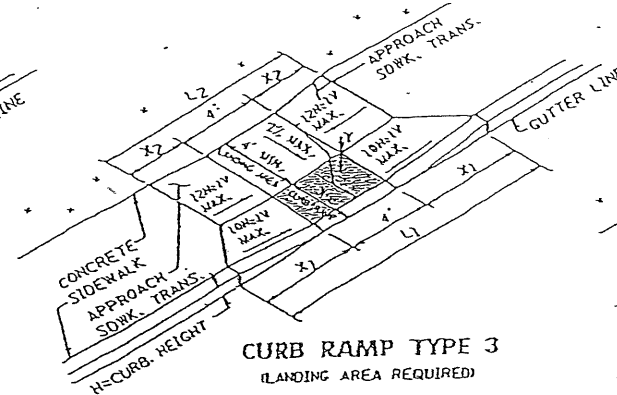 APPROACH
SDWK. TRANS.
INE
L2
X2
4'
X2
12H:1V
MAX.
2% MAX.
4' MIN.
10H:1V
MAX.
GUTTER LINE
12H:1V
MAX.
10H:1V
MAX.
X1
4'
L1
X1
CONCRETE
SIDEWALK
APPROACH
SDWK. TRANS.
H=CURB HEIGHT
CURB RAMP TYPE 3
(LANDING AREA REQUIRED)